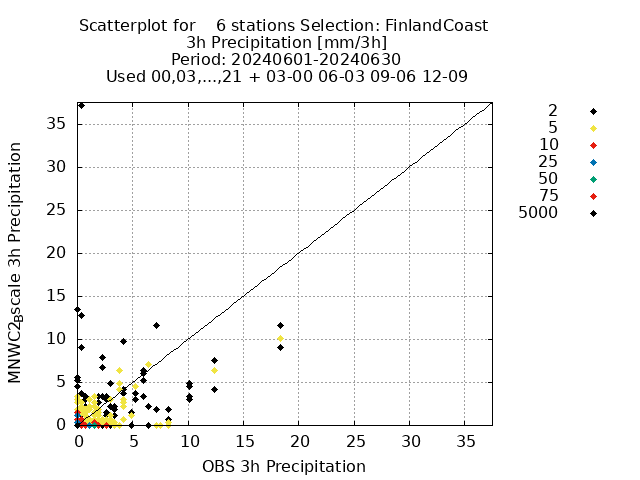 Scatterplot for 6 stations Selection: FinlandCoast
3h Precipitation [mm/3h]
Period: 20240601-20240630
Used 00,03,...,21 + 03-00 06-03 09-06 12-09
35
30
25
20
15
10
5
0
0 5 10 15 20 25 30 35
MNWC2Bscale 3h Precipitation
OBS 3h Precipitation
2
5
10
25
50
75
5000